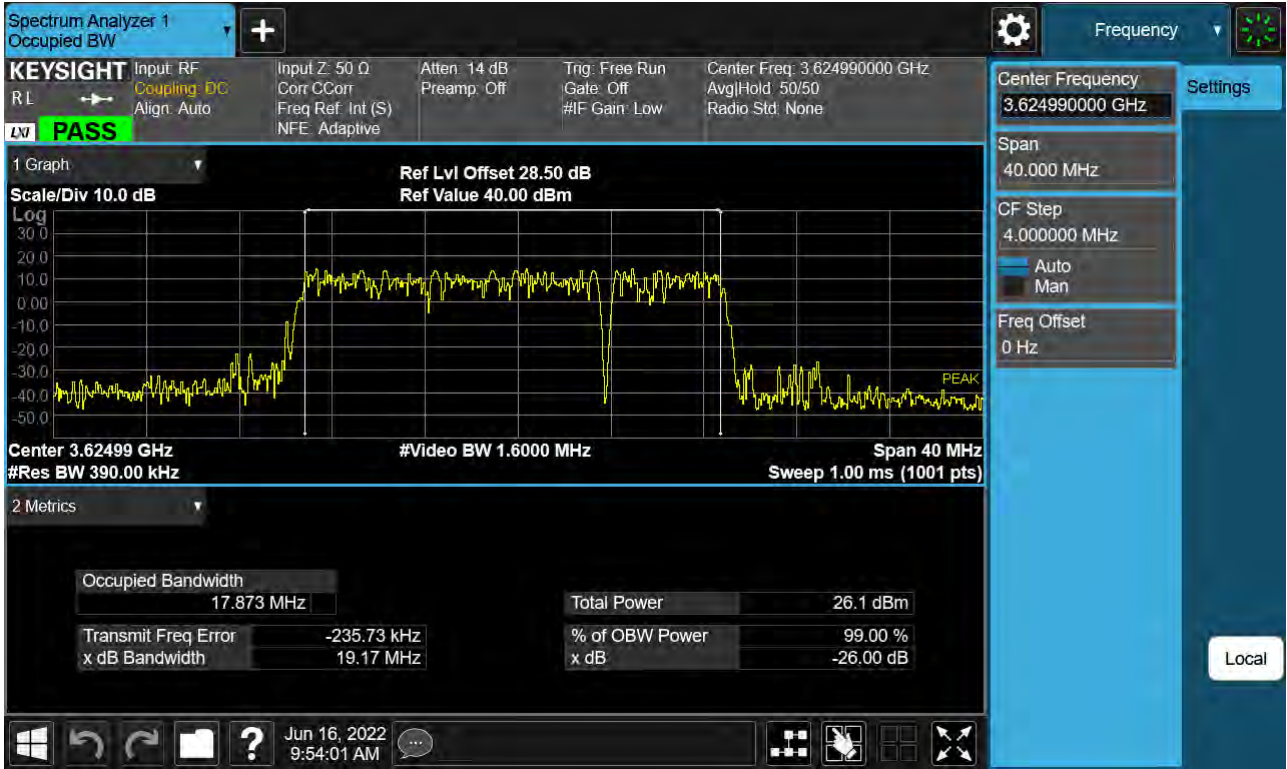 Spectrum Analyzer 1
Occupied BW
Frequency
KEYSIGHT
R L
LXI
PASS
Input: RF
Coupling: DC
Align: Auto
Input Z: 50 Ω
Corr CCorr
Freq Ref: Int (S)
NFE: Adaptive
Atten: 14 dB
Preamp: Off
Trig: Free Run
Gate: Off
#IF Gain: Low
Center Freq: 3.624990000 GHz
Avg|Hold: 50/50
Radio Std: None
Center Frequency
3.624990000 GHz
Settings
Span
40.000 MHz
CF Step
4.000000 MHz
Auto
Man
Freq Offset
0 Hz
Local
1 Graph
Scale/Div 10.0 dB
Ref Lvl Offset 28.50 dB
Ref Value 40.00 dBm
Log
30.0
20.0
10.0
0.00
-10.0
-20.0
-30.0
-40.0
-50.0
PEAK
Center 3.62499 GHz
#Video BW 1.6000 MHz
Span 40 MHz
#Res BW 390.00 kHz
Sweep 1.00 ms (1001 pts)
2 Metrics
Occupied Bandwidth
17.873 MHz
Total Power 26.1 dBm
Transmit Freq Error -235.73 kHz
% of OBW Power 99.00 %
x dB Bandwidth 19.17 MHz
x dB -26.00 dB
?
Jun 16, 2022
9:54:01 AM